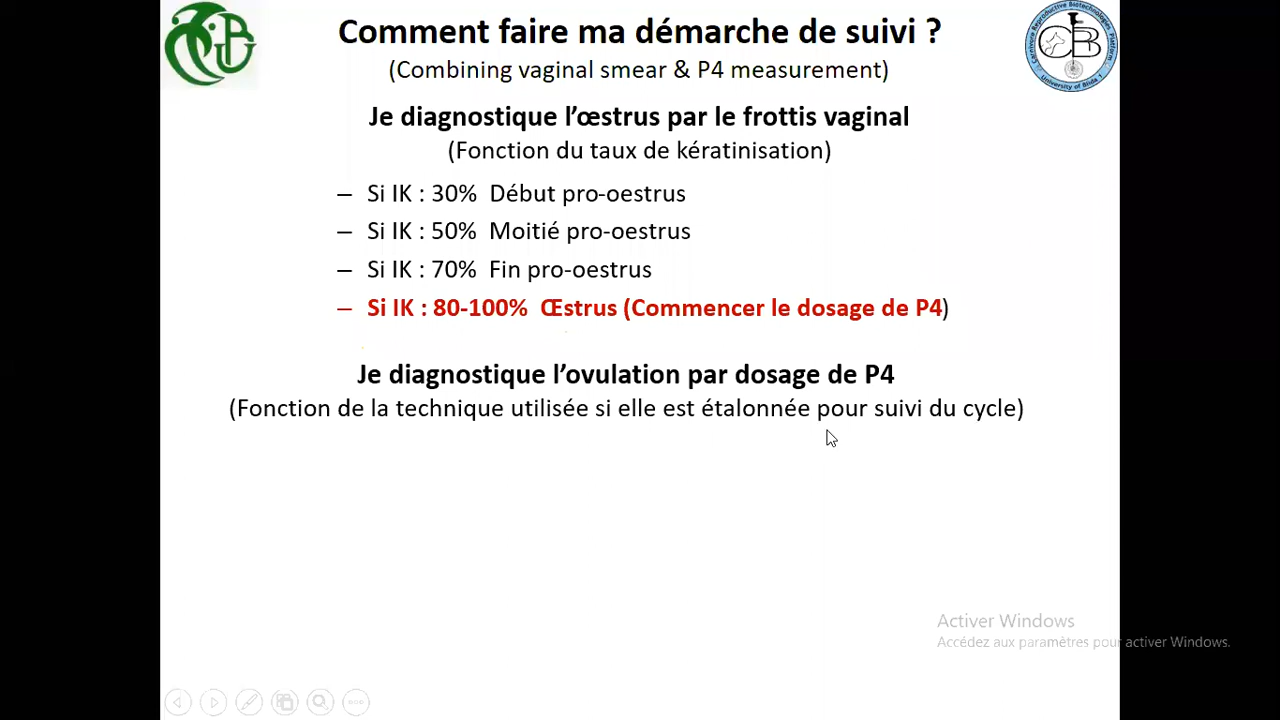 Comment faire ma démarche de suivi ?
(Combining vaginal smear & P4 measurement)
Je diagnostique l’œstrus par le frottis vaginal
(Fonction du taux de kératinisation)
– Si IK : 30% Début pro-oestrus
– Si IK : 50% Moitié pro-oestrus
– Si IK : 70% Fin pro-oestrus
– Si IK : 80-100% Œstrus (Commencer le dosage de P4)
Je diagnostique l’ovulation par dosage de P4
(Fonction de la technique utilisée si elle est étalonnée pour suivi du cycle)
Activer Windows
Accédez aux paramètres pour activer Windows.